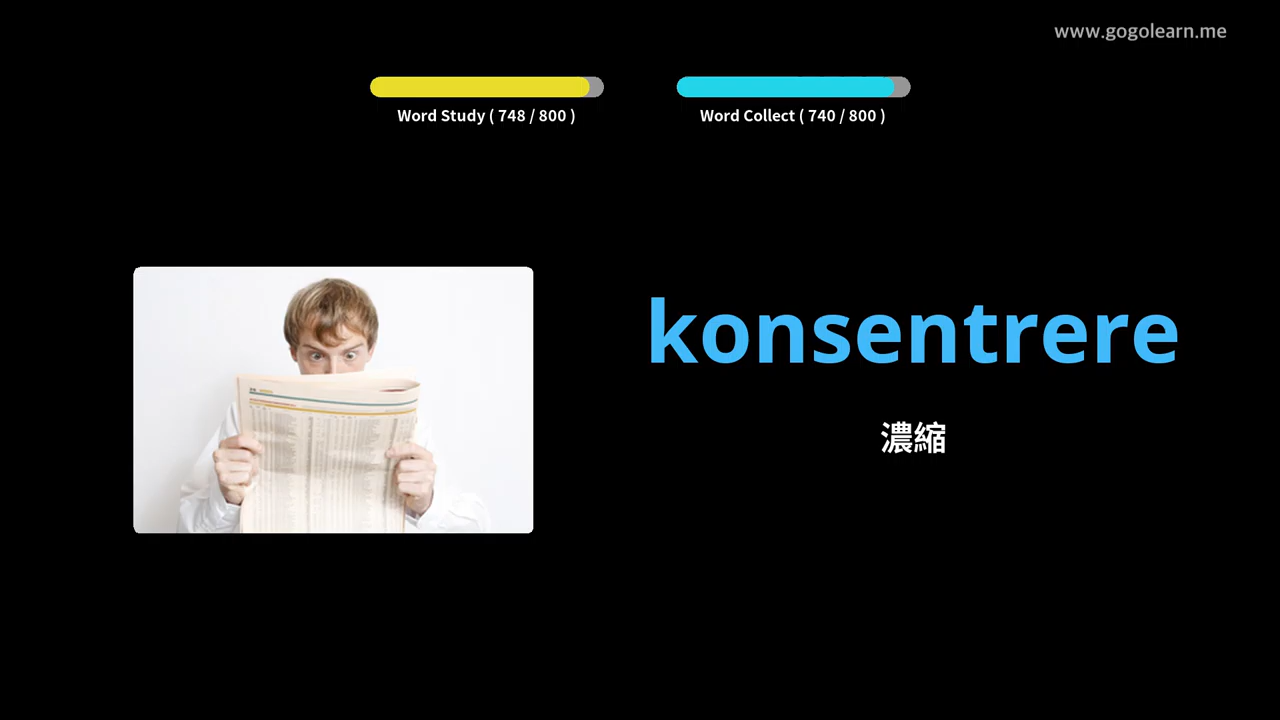 www.gogolearn.me
Word Study ( 748 / 800 )
Word Collect ( 740 / 800 )
konsentrere
濃縮